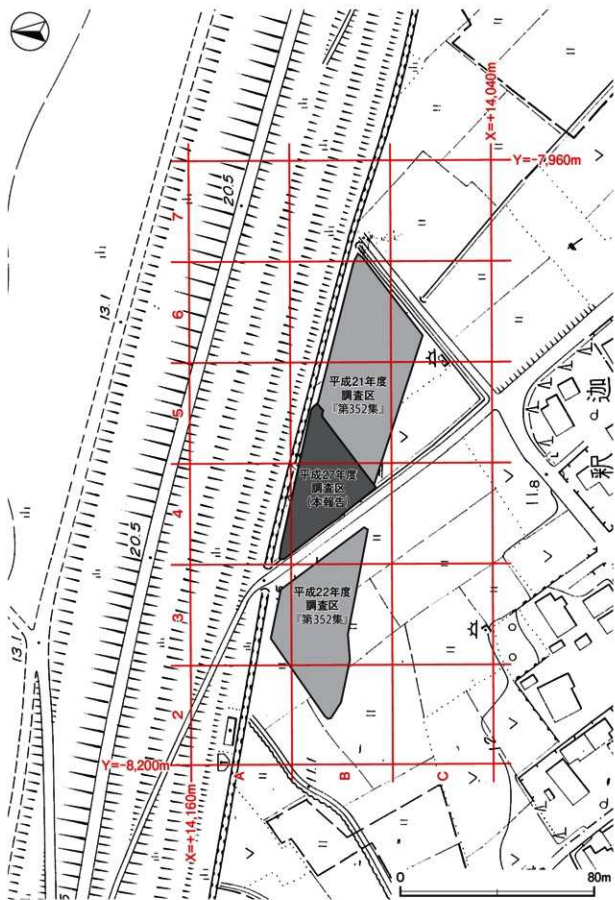 X=+14,040m
Y=-7,960m
7
20.5
13.1
6
平成21年度
調査区
『第352集』
5
平成27年度
調査区
(本報告
釈迦
11.8
4
20.5
平成22年度
調査区
『第352集』
3
13.1
2
Y=-8,200m
A
B
C
X=+14,160m
0
80m